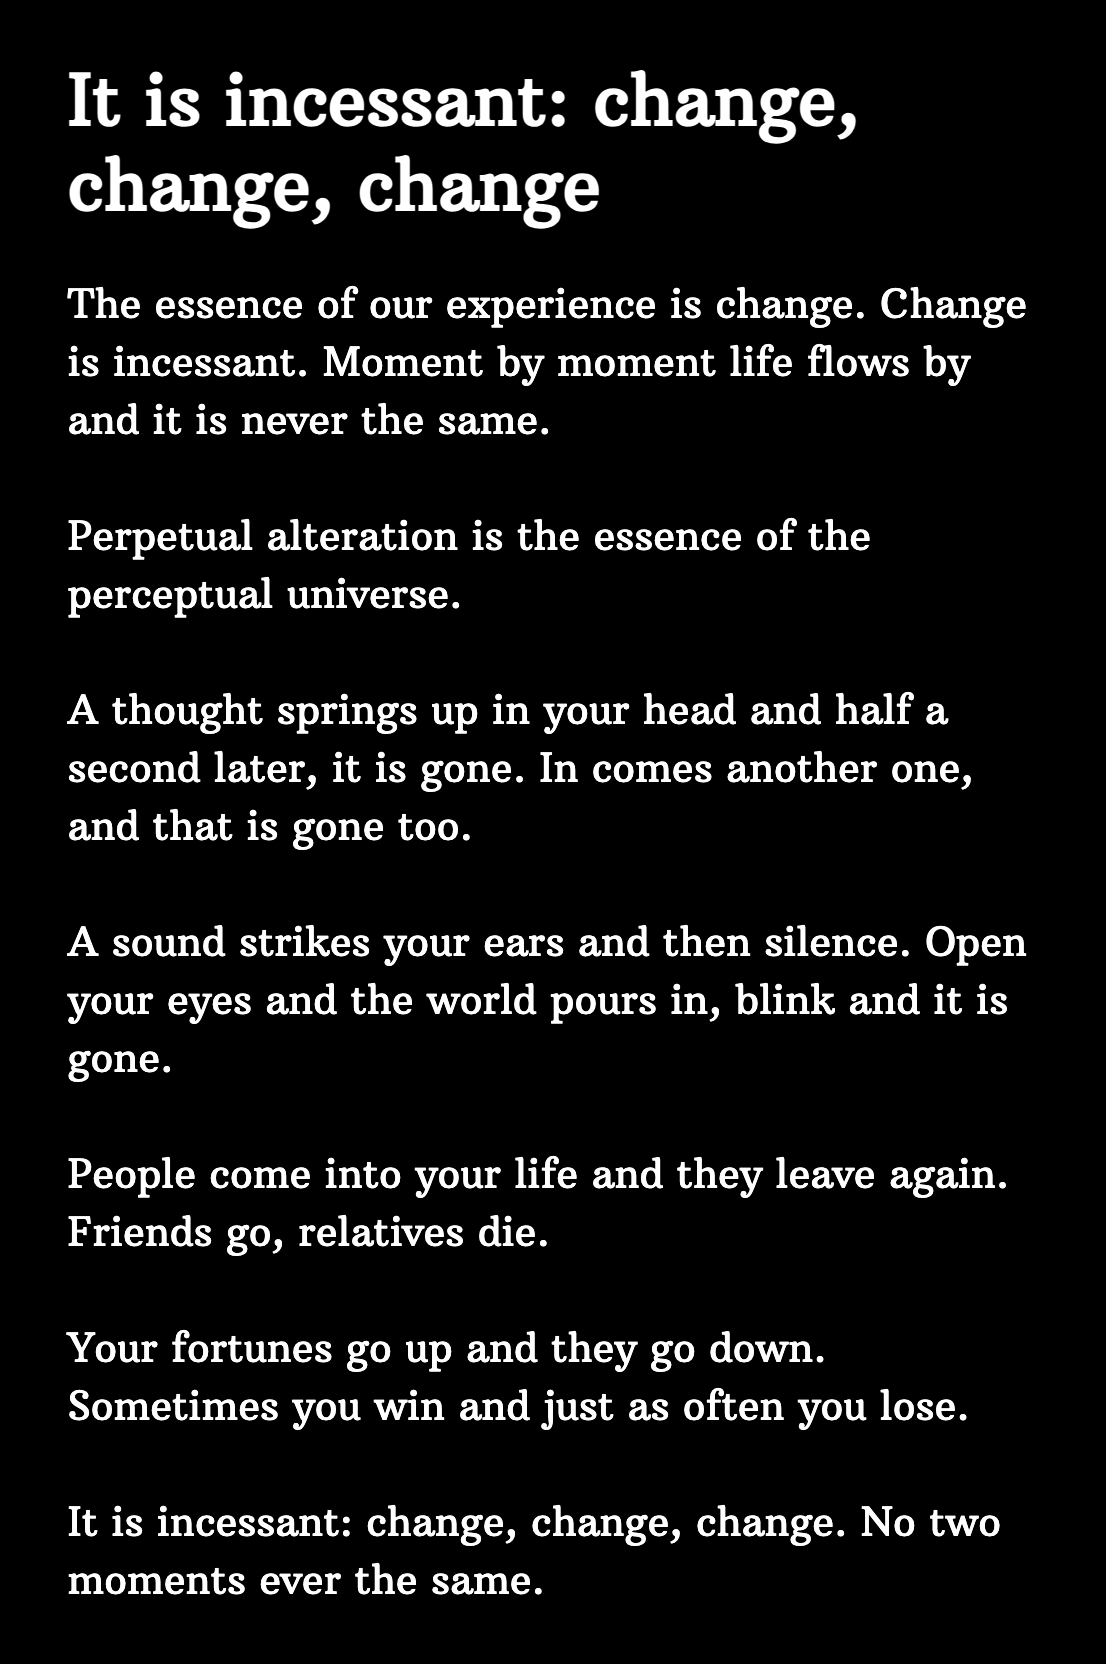 It is incessant: change,
change, change
The essence of our experience is change. Change
is incessant. Moment by moment life flows by
and it is never the same.
Perpetual alteration is the essence of the
perceptual universe.
A thought springs up in your head and half a
second later, it is gone. In comes another one,
and that is gone too.
A sound strikes your ears and then silence. Open
your eyes and the world pours in, blink and it is
gone.
People come into your life and they leave again.
Friends go, relatives die.
Your fortunes go up and they go down.
Sometimes you win and just as often you lose.
It is incessant: change, change, change. No two
moments ever the same.